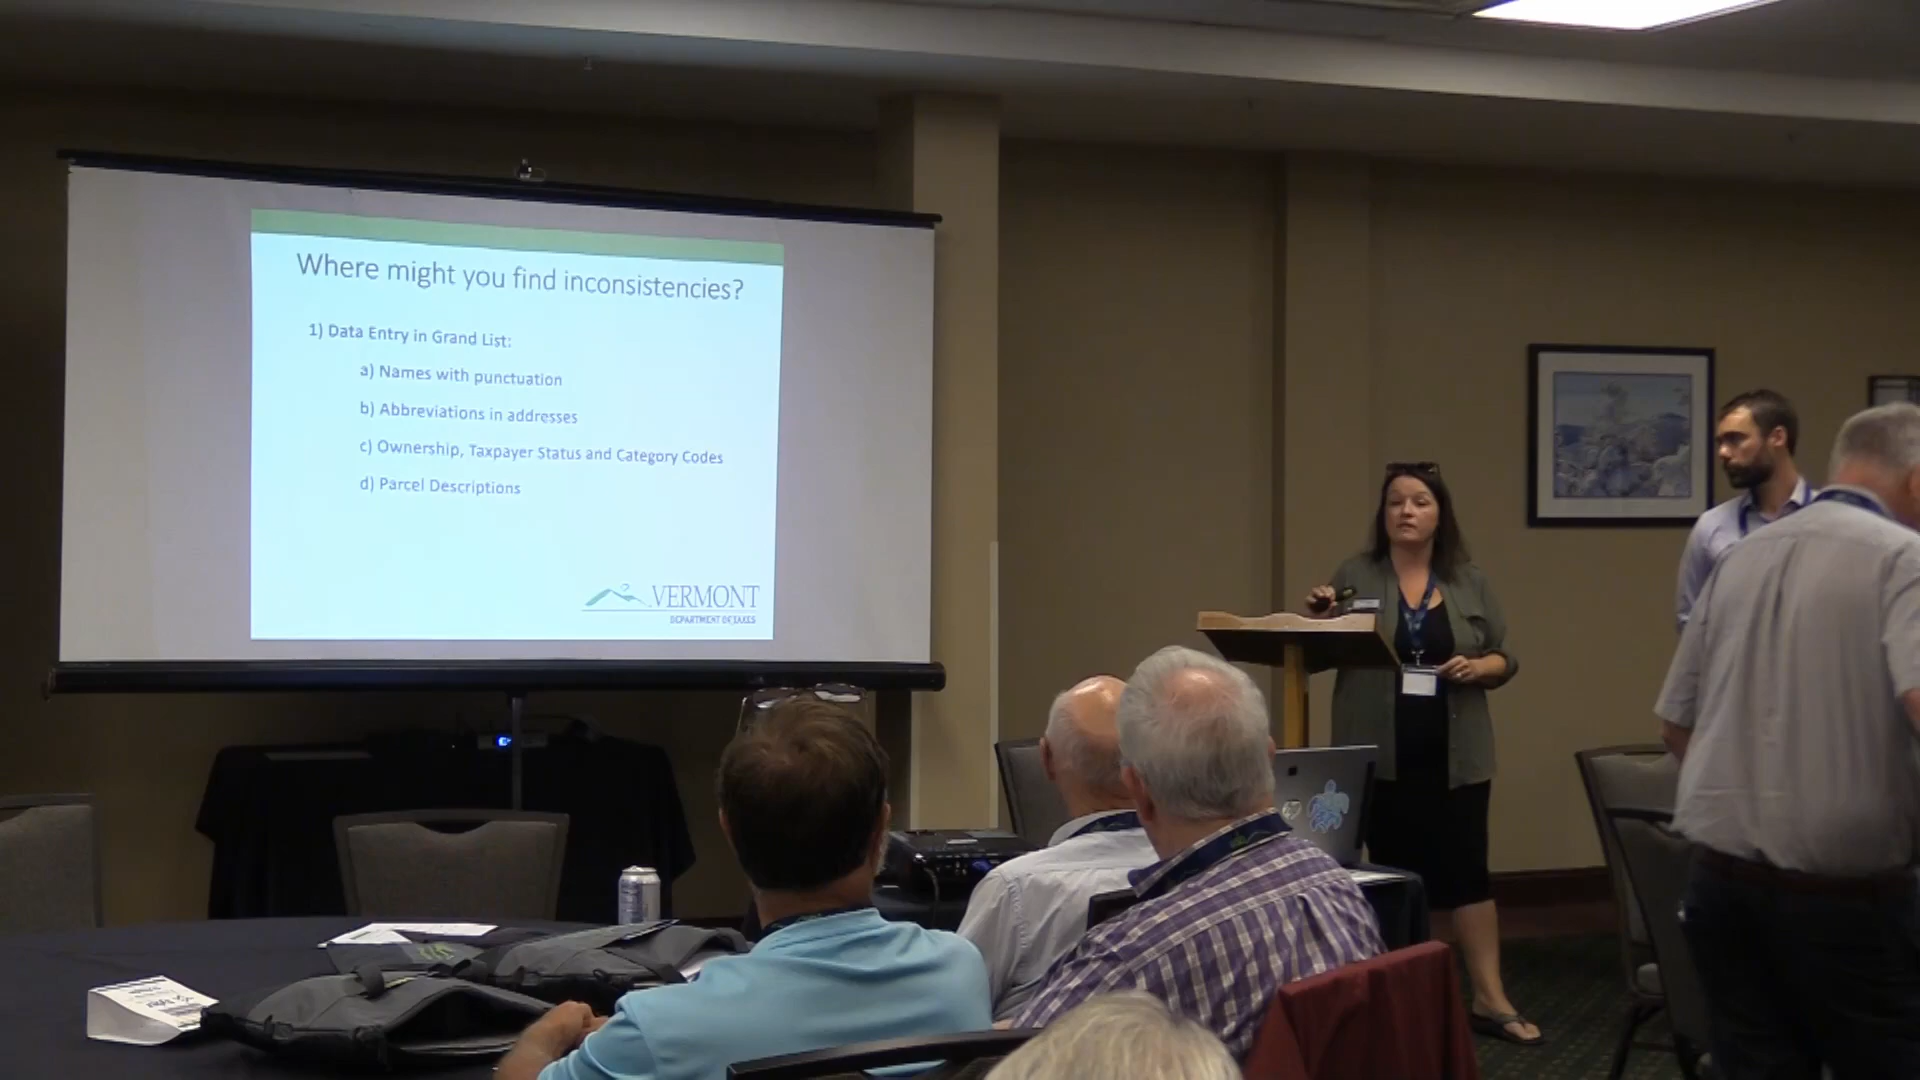 Where might you find inconsistencies?
1) Data Entry in Grand List:
a) Names with punctuation
b) Abbreviations in addresses
c) Ownership, Taxpayer Status and Category Codes
d) Parcel Descriptions
VERMONT
DEPARTMENT OF TAXES